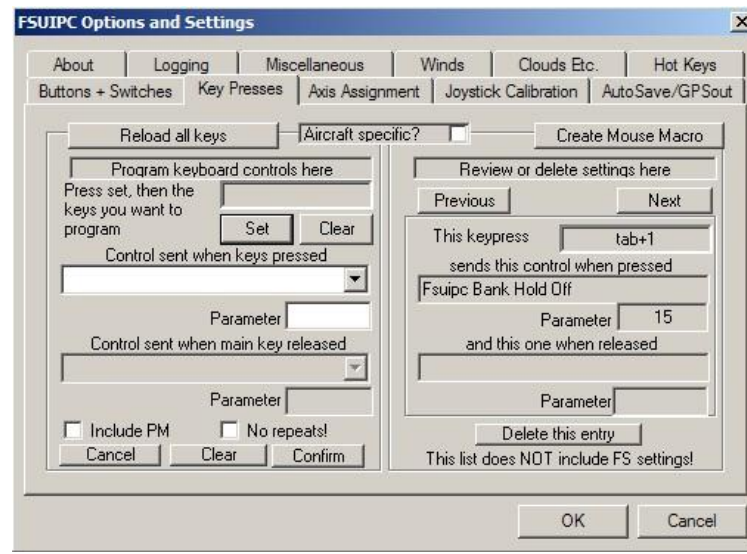 FSUIPC Options and Settings
About
Logging
Miscellaneous
Winds
Clouds Etc.
Hot Keys
Buttons + Switches
Key Presses
Axis Assignment
Joystick Calibration
AutoSave/GPSout
Reload all keys
Aircraft specific?
Create Mouse Macro
Program keyboard controls here
Press set, then the
keys you want to
program
Set
Clear
Control sent when keys pressed
Parameter
Control sent when main key released
Parameter
Include PM
No repeats!
Cancel
Clear
Confirm
Review or delete settings here
Previous
Next
This keypress
tab+1
sends this control when pressed
Fsuipc Bank Hold Off
Parameter
15
and this one when released
Parameter
Delete this entry
This list does NOT include FS settings!
OK
Cancel